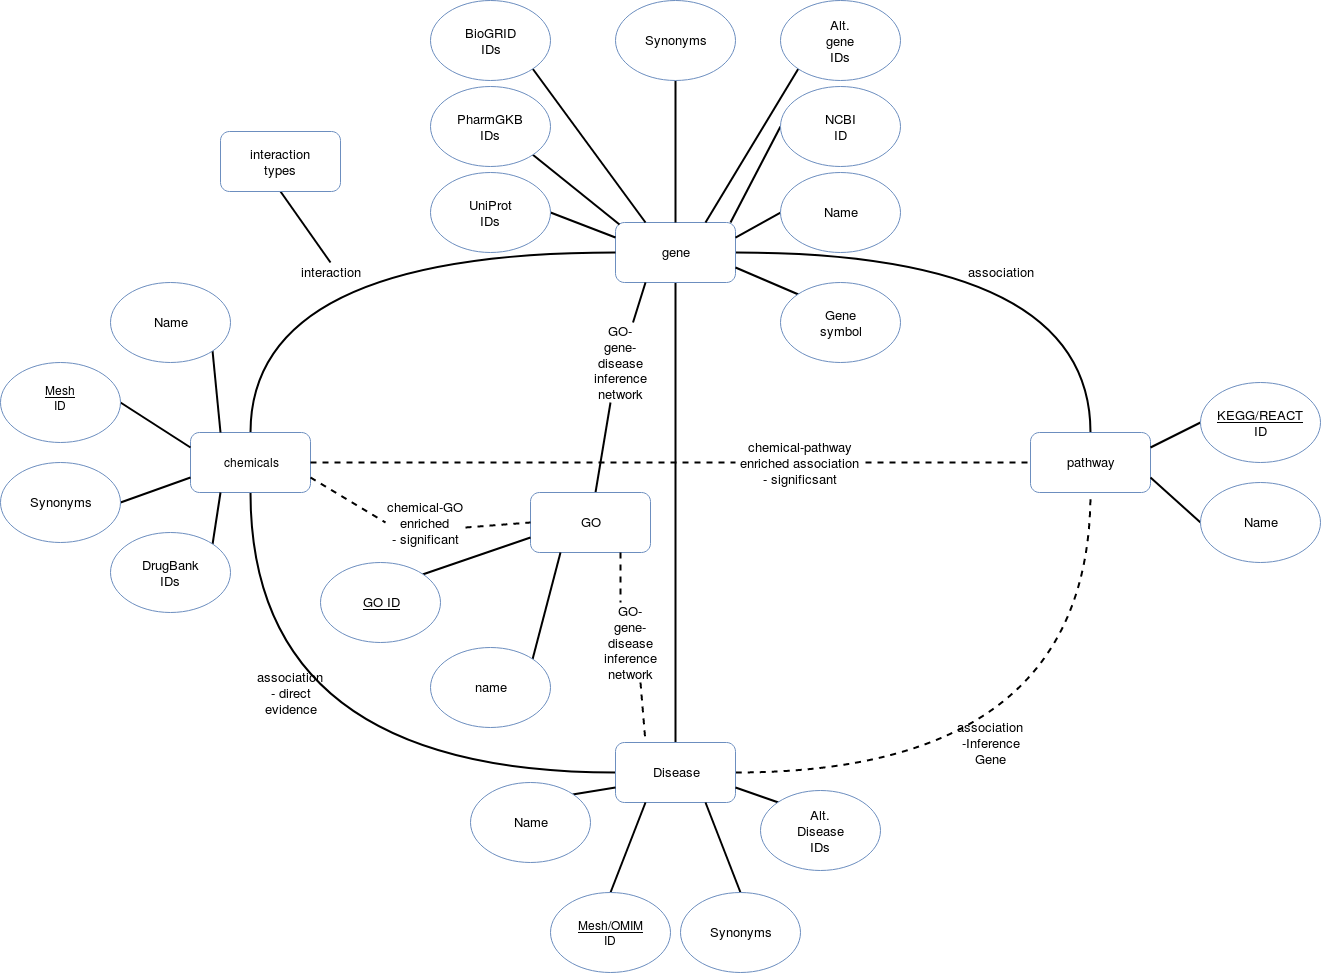 BioGRID
IDs
Synonyms
Alt.
gene
IDs
PharmGKB
IDs
NCBI
ID
interaction
types
UniProt
IDs
Name
gene
interaction
association
Name
Gene
symbol
GO-
gene-
disease
inference
network
Mesh
ID
KEGG/REACT
ID
chemicals
chemical-pathway
enriched association
- significsant
pathway
Synonyms
chemical-GO
enriched
- significant
GO
Name
DrugBank
IDs
GO ID
GO-
gene-
disease
inference
network
name
association
- direct
evidence
association
-Inference
Gene
Disease
Name
Alt.
Disease
IDs
Mesh/OMIM
ID
Synonyms